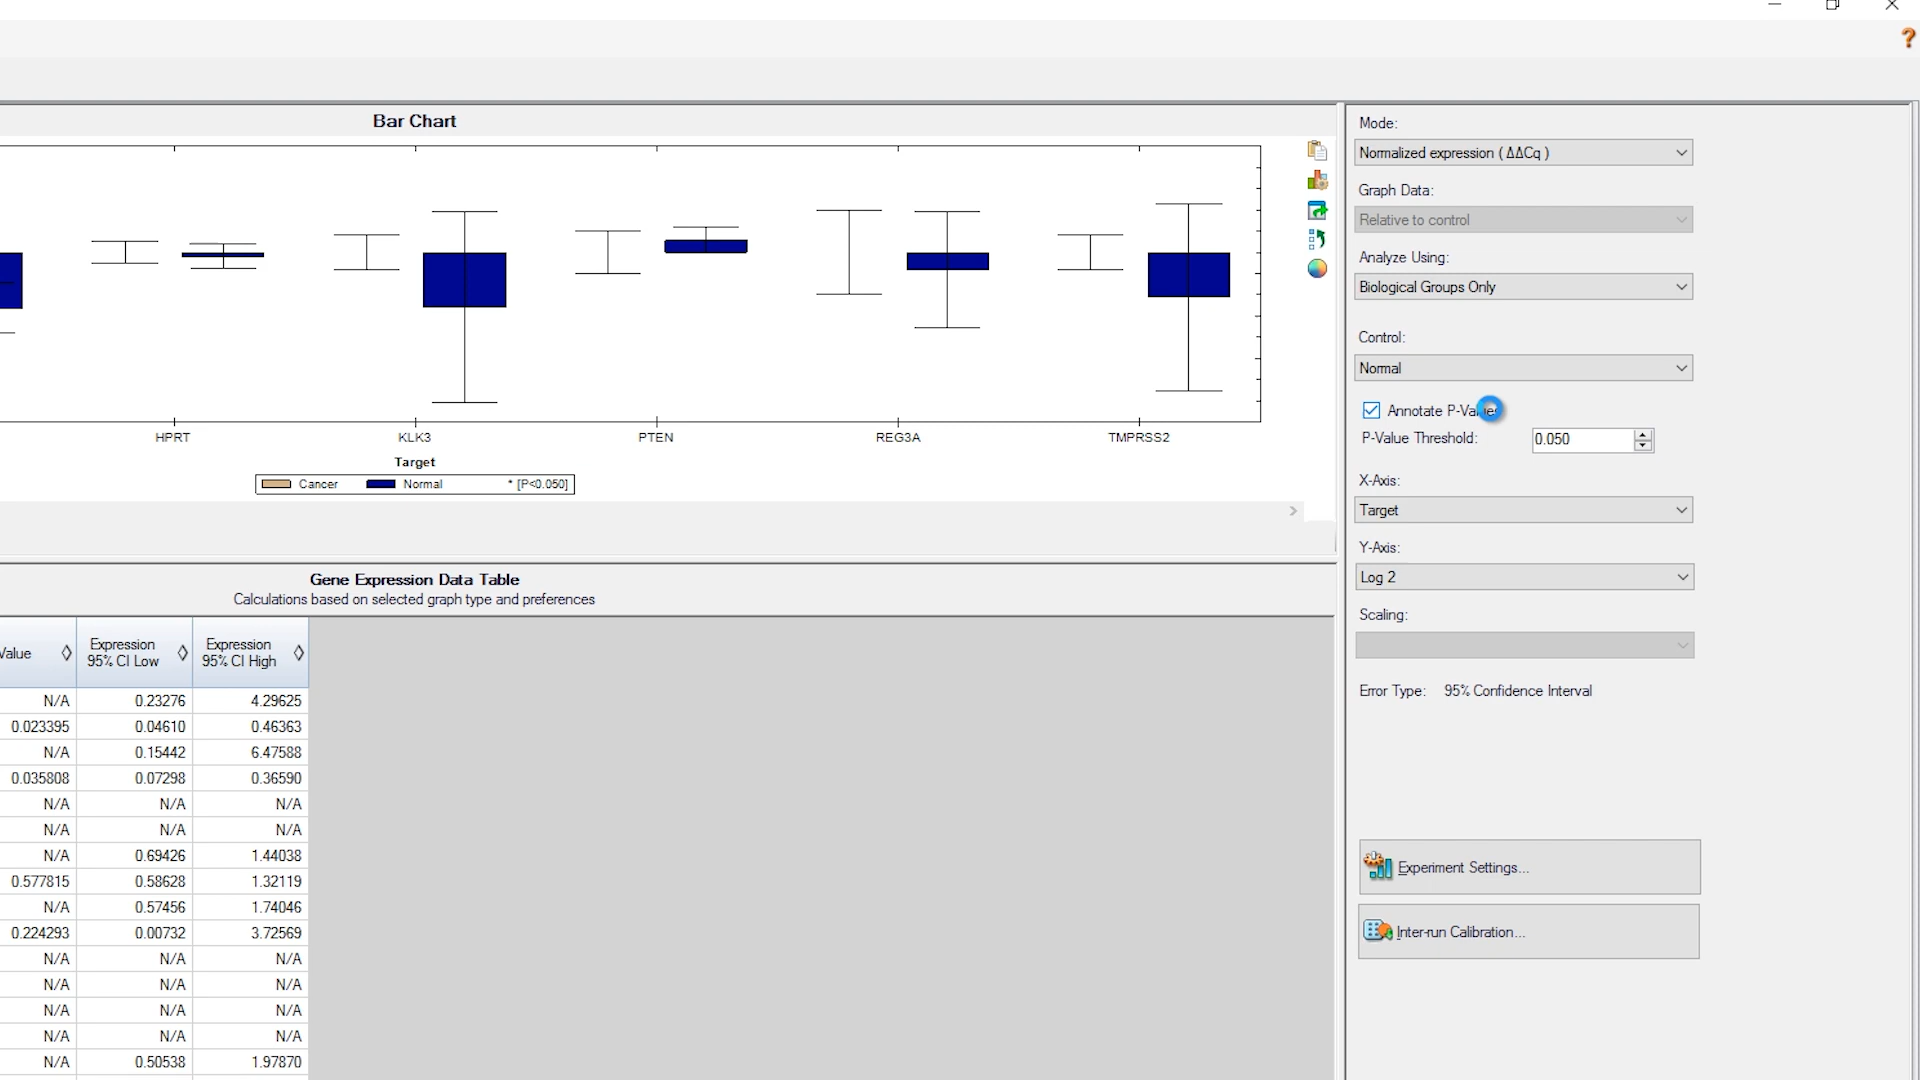 ?
Bar Chart
HPRT
KLK3
PTEN
REG3A
TMPRSS2
Target
Cancer
Normal
* [P<0.050]
Gene Expression Data Table
Calculations based on selected graph type and preferences
Expression
95% CI Low
Expression
95% CI High
N/A 0.23276 4.29625
0.023395 0.04610 0.46363
N/A 0.15442 6.47588
0.035808 0.07298 0.36590
N/A N/A N/A
N/A N/A N/A
N/A 0.69426 1.44038
0.577815 0.58628 1.32119
N/A 0.57456 1.74046
0.224293 0.00732 3.72569
N/A N/A N/A
N/A N/A N/A
N/A N/A N/A
N/A N/A N/A
N/A 0.50538 1.97870
Mode:
Normalized expression ( ΔΔCq )
Graph Data:
Relative to control
Analyze Using:
Biological Groups Only
Control:
Normal
Annotate P-Values
P-Value Threshold: 0.050
X-Axis:
Target
Y-Axis:
Log 2
Scaling:
Error Type: 95% Confidence Interval
Experiment Settings...
Inter-run Calibration...